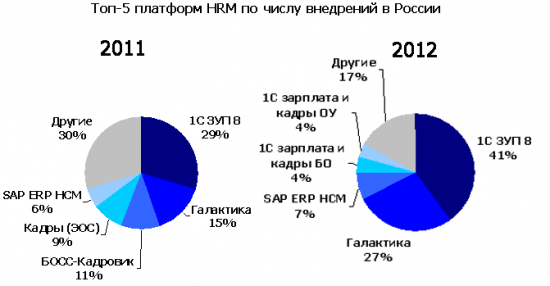 Топ-5 платформ HRM по числу внедрений в России
2011
Другие
30%
1С ЗУП 8
29%
SAP ERP HCM
6%
Кадры (ЭОС)
9%
БОСС-Кадровик
11%
Галактика
15%
2012
Другие
17%
1С зарплата и
кадры ОУ
4%
1С зарплата и
кадры БО
4%
SAP ERP HCM
7%
1С ЗУП 8
41%
Галактика
27%